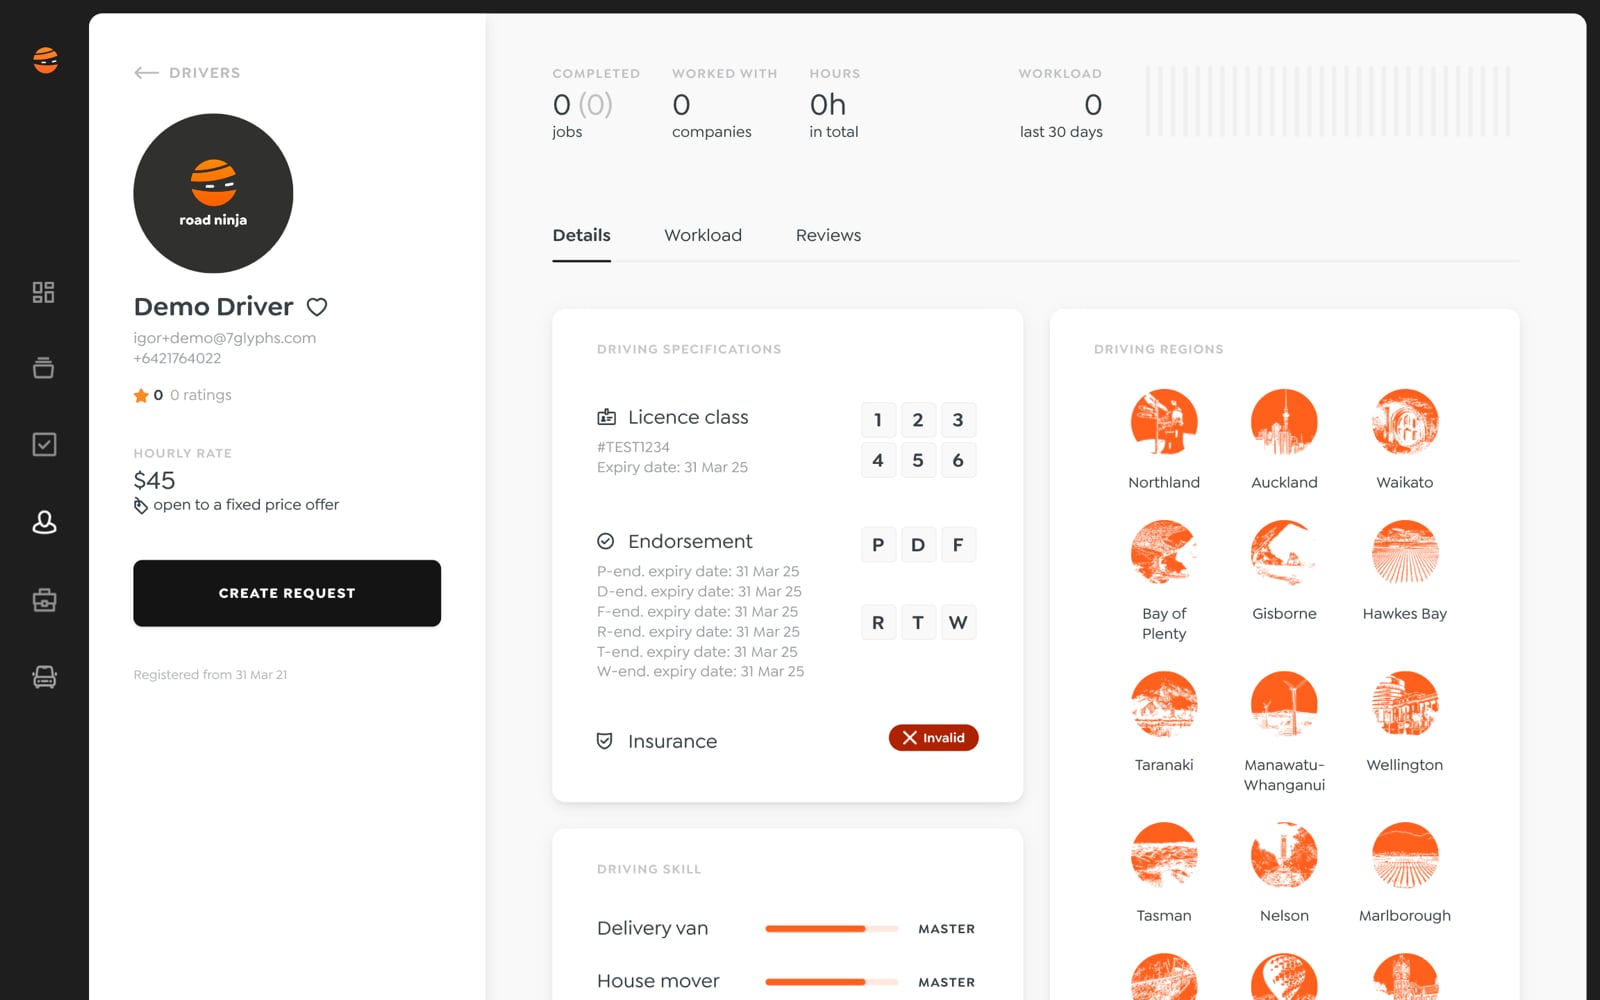 DRIVERS
road ninja
Demo Driver
igor+demo@7glyphs.com
+6421764022
0 0 ratings
HOURLY RATE
$45
open to a fixed price offer
CREATE REQUEST
Registered from 31 Mar 21
COMPLETED
0 (0)
jobs
WORKED WITH
0
companies
HOURS
0h
in total
WORKLOAD
0
last 30 days
Details
Workload
Reviews
DRIVING SPECIFICATIONS
Licence class
#TEST1234
Expiry date: 31 Mar 25
1 2 3
4 5 6
Endorsement
P-end. expiry date: 31 Mar 25
D-end. expiry date: 31 Mar 25
F-end. expiry date: 31 Mar 25
R-end. expiry date: 31 Mar 25
T-end. expiry date: 31 Mar 25
W-end. expiry date: 31 Mar 25
P D F
R T W
Insurance
Invalid
DRIVING SKILL
Delivery van
MASTER
House mover
MASTER
DRIVING REGIONS
Northland
Auckland
Waikato
Bay of
Plenty
Gisborne
Hawkes Bay
Taranaki
Manawatu-
Whanganui
Wellington
Tasman
Nelson
Marlborough